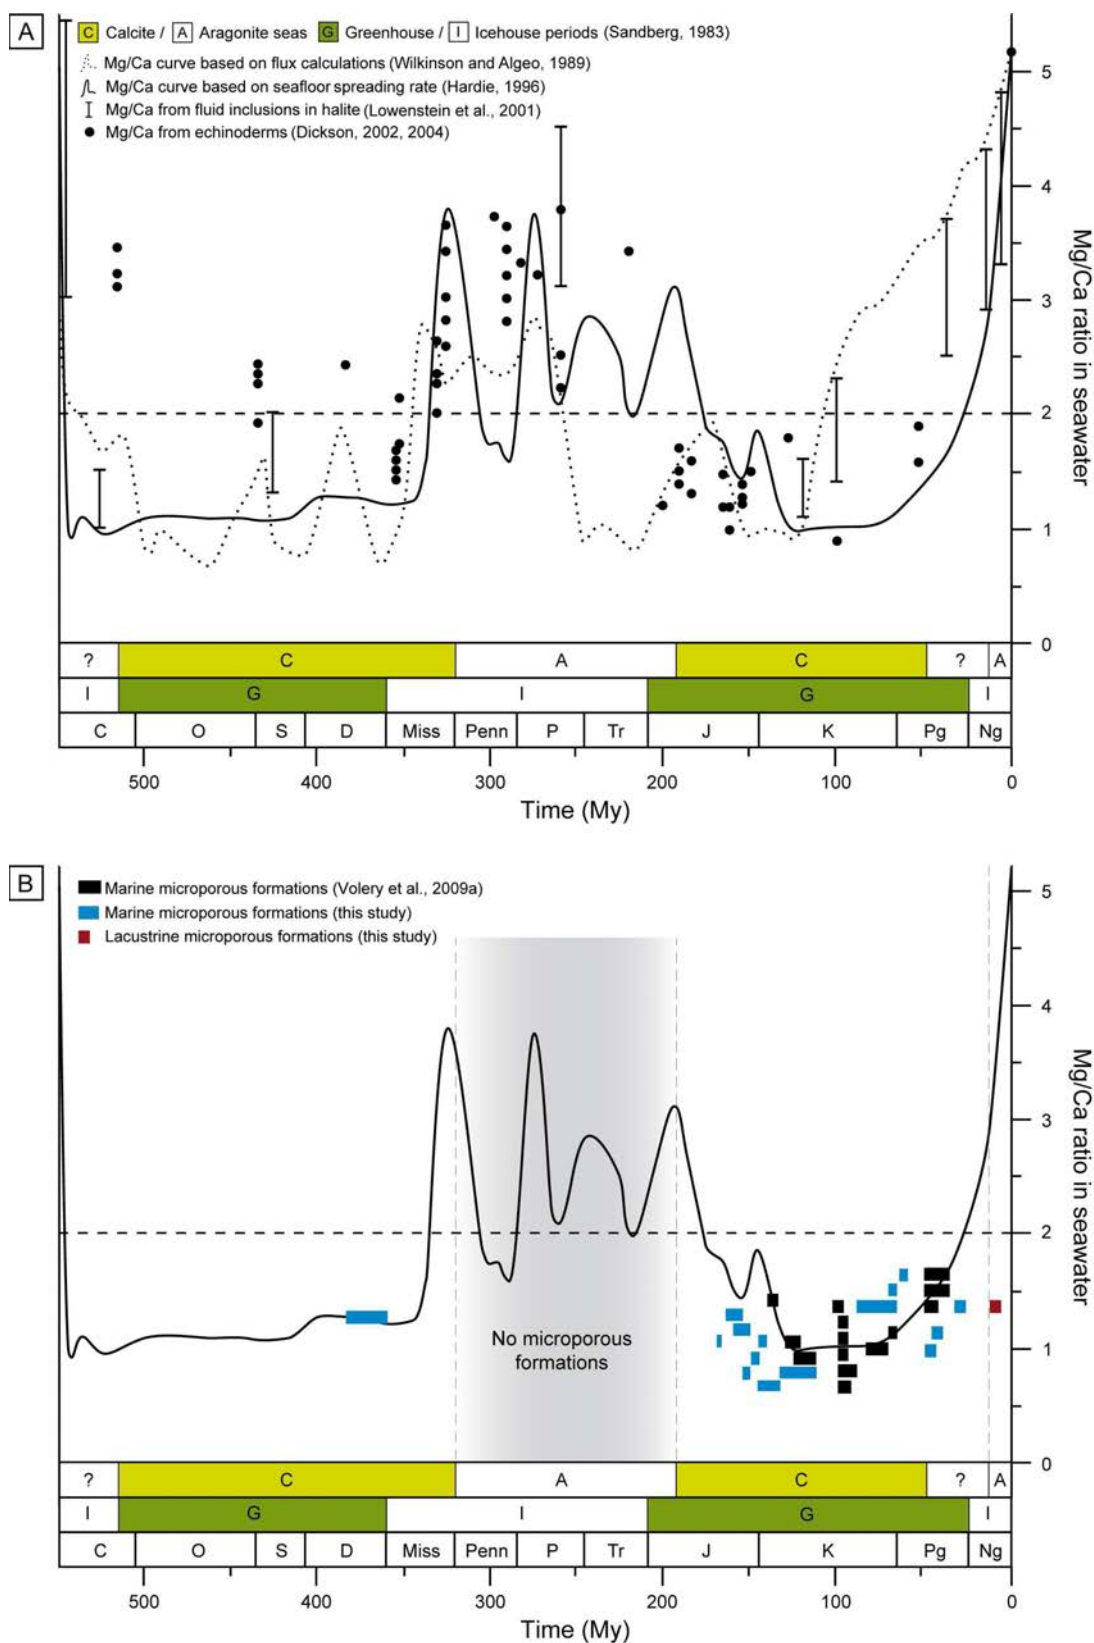 A
C Calcite / A Aragonite seas G Greenhouse / I Icehouse periods (Sandberg, 1983)
Mg/Ca curve based on flux calculations (Wilkinson and Algeo, 1989)
Mg/Ca curve based on seafloor spreading rate (Hardie, 1996)
Mg/Ca from fluid inclusions in halite (Lowenstein et al., 2001)
Mg/Ca from echinoderms (Dickson, 2002, 2004)
5
4
3
2
1
0
Mg/Ca ratio in seawater
? C A C ? A
I G I G I
C O S D Miss Penn P Tr J K Pg Ng
500 400 300 200 100 0
Time (My)
B
Marine microporous formations (Volery et al., 2009a)
Marine microporous formations (this study)
Lacustrine microporous formations (this study)
5
4
3
2
1
0
Mg/Ca ratio in seawater
No microporous
formations
? C A C ? A
I G I G I
C O S D Miss Penn P Tr J K Pg Ng
500 400 300 200 100 0
Time (My)